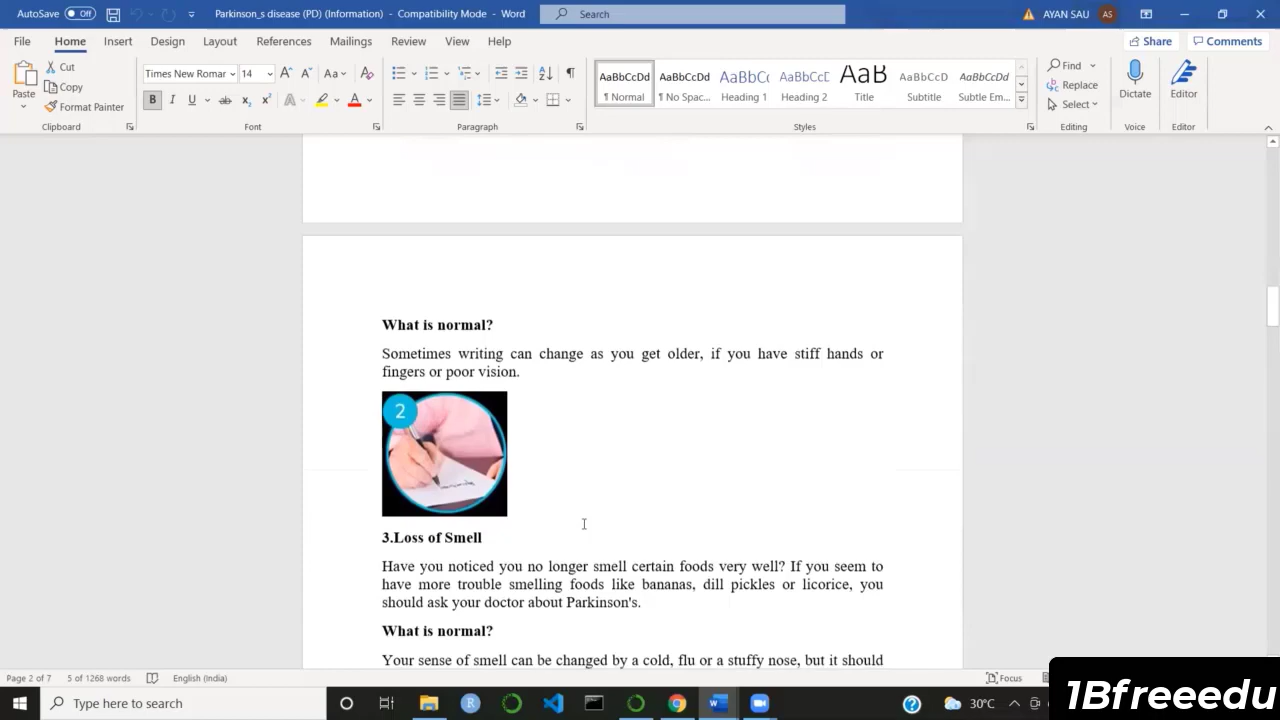 AutoSave Off Parkinson_s disease (PD) (Information) - Compatibility Mode - Word Search AYAN SAU AS
File Home Insert Design Layout References Mailings Review View Help Share Comments
Paste Cut Copy Format Painter
Times New Romar 14 Aa
B I U ab x2 x2 A A
AaBbCcDd AaBbCcDd AaBbCc AaBbCcE AaB AaBbCcD AaBbCcDd
¶ Normal ¶ No Spac... Heading 1 Heading 2 Title Subtitle Subtle Em...
Find Replace Select Dictate Editor
Clipboard Font Paragraph Styles Editing Voice Editor
What is normal?
Sometimes writing can change as you get older, if you have stiff hands or
fingers or poor vision.
2
3.Loss of Smell
Have you noticed you no longer smell certain foods very well? If you seem to
have more trouble smelling foods like bananas, dill pickles or licorice, you
should ask your doctor about Parkinson's.
What is normal?
Your sense of smell can be changed by a cold, flu or a stuffy nose, but it should
Page 2 of 7 5 of 1268 words English (India) Focus
Type here to search 30°C
1Bfreeedu